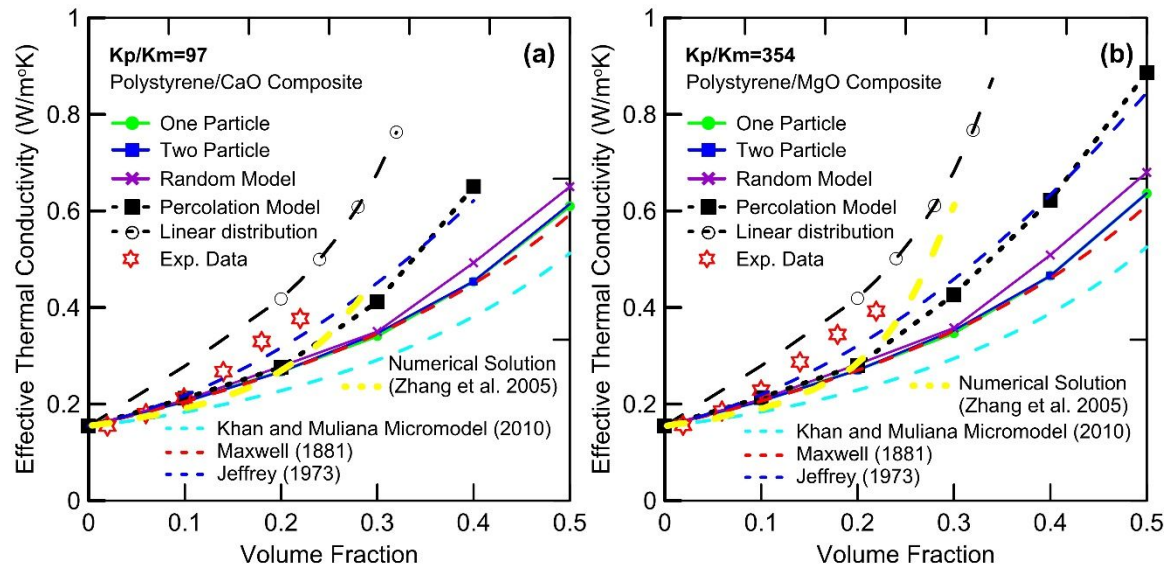 Effective Thermal Conductivity (W/m°K)
1
0.8
0.6
0.4
0.2
0
Kp/Km=97
(a)
Polystyrene/CaO Composite
One Particle
Two Particle
Random Model
Percolation Model
Linear distribution
Exp. Data
Numerical Solution
(Zhang et al. 2005)
Khan and Muliana Micromodel (2010)
Maxwell (1881)
Jeffrey (1973)
0 0.1 0.2 0.3 0.4 0.5
Volume Fraction
Effective Thermal Conductivity (W/m°K)
1
0.8
0.6
0.4
0.2
0
Kp/Km=354
(b)
Polystyrene/MgO Composite
One Particle
Two Particle
Random Model
Percolation Model
Linear distribution
Exp. Data
Numerical Solution
(Zhang et al. 2005)
Khan and Muliana Micromodel (2010)
Maxwell (1881)
Jeffrey (1973)
0 0.1 0.2 0.3 0.4 0.5
Volume Fraction